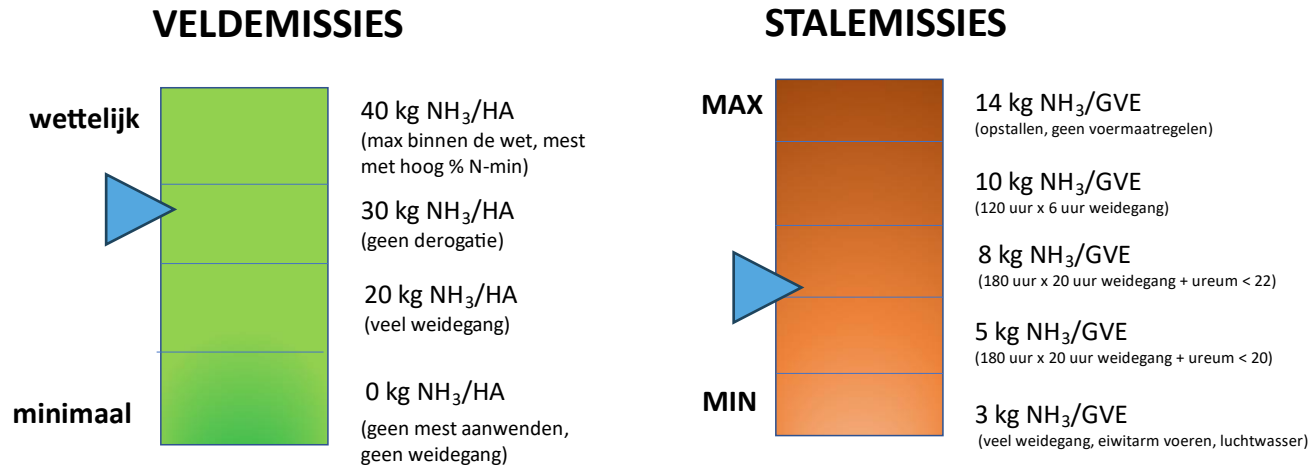 VELDEMISSIES
wettelijk
40 kg NH₃/HA
(max binnen de wet, mest
met hoog % N-min)
30 kg NH₃/HA
(geen derogatie)
20 kg NH₃/HA
(veel weidegang)
minimaal
0 kg NH₃/HA
(geen mest aanwenden,
geen weidegang)
STALEMISSIES
MAX
14 kg NH₃/GVE
(opstallen, geen voermaatregelen)
10 kg NH₃/GVE
(120 uur x 6 uur weidegang)
8 kg NH₃/GVE
(180 uur x 20 uur weidegang + ureum < 22)
5 kg NH₃/GVE
(180 uur x 20 uur weidegang + ureum < 20)
MIN
3 kg NH₃/GVE
(veel weidegang, eiwitarm voeren, luchtwasser)